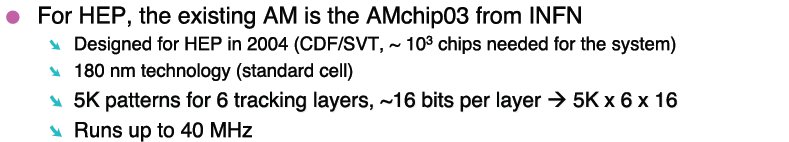 For HEP, the existing AM is the AMchip03 from INFN
Designed for HEP in 2004 (CDF/SVT, ~ 10³ chips needed for the system)
180 nm technology (standard cell)
5K patterns for 6 tracking layers, ~16 bits per layer → 5K x 6 x 16
Runs up to 40 MHz